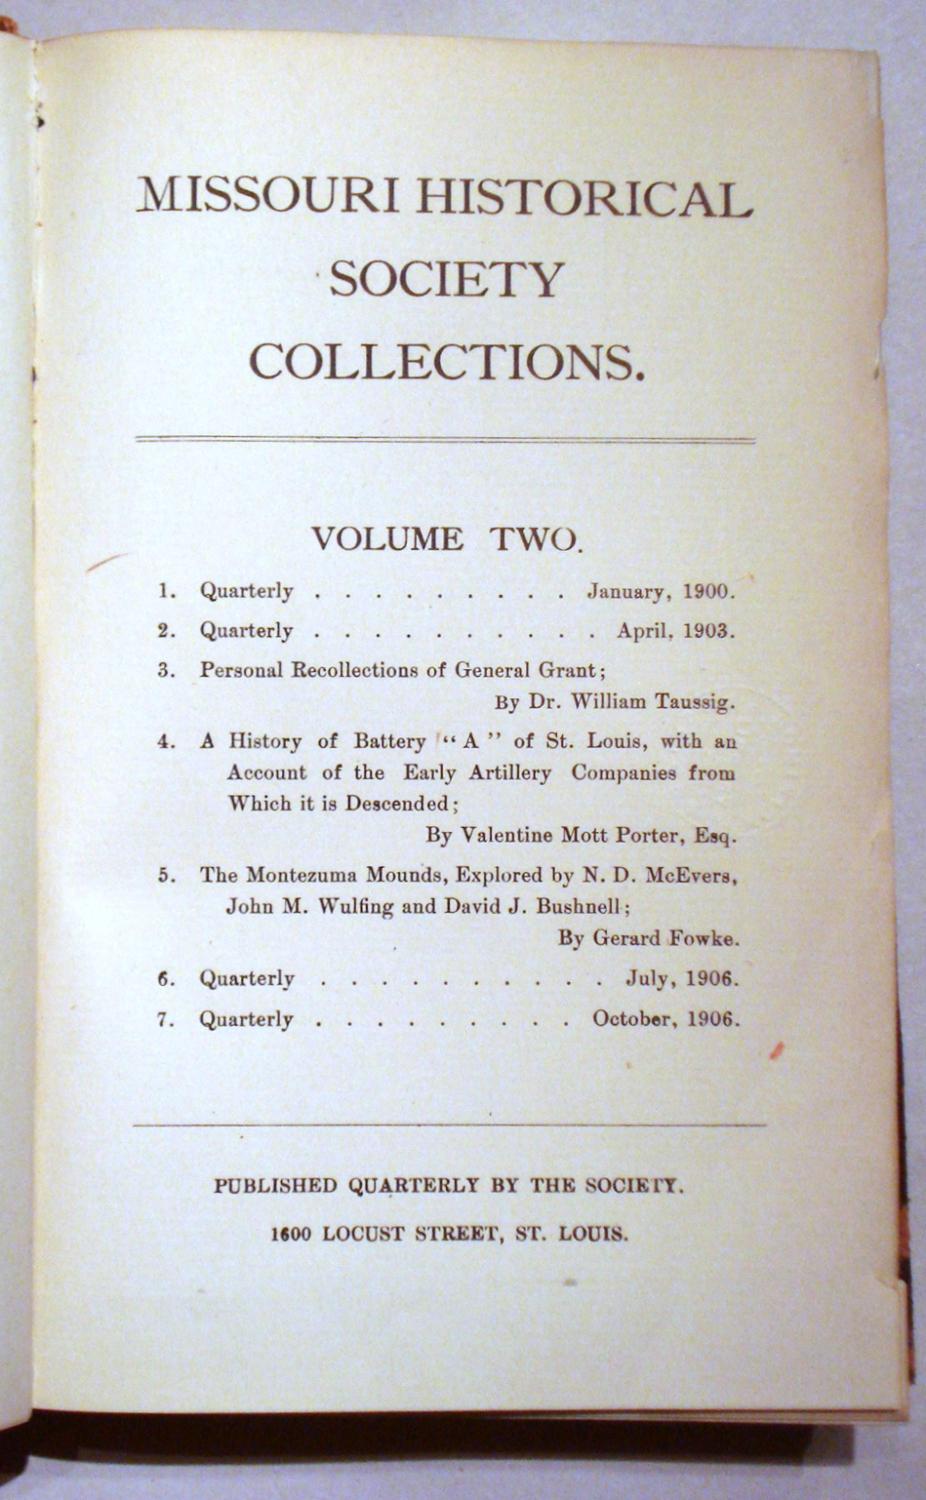 MISSOURI HISTORICAL
SOCIETY
COLLECTIONS.
VOLUME TWO.
1. Quarterly . . . . . . . . . January, 1900.
2. Quarterly . . . . . . . . . . April, 1903.
3. Personal Recollections of General Grant;
By Dr. William Taussig.
4. A History of Battery “A” of St. Louis, with an
Account of the Early Artillery Companies from
Which it is Descended;
By Valentine Mott Porter, Esq.
5. The Montezuma Mounds, Explored by N. D. McEvers,
John M. Wulfing and David J. Bushnell;
By Gerard Fowke.
6. Quarterly . . . . . . . . . . July, 1906.
7. Quarterly . . . . . . . . . October, 1906.
PUBLISHED QUARTERLY BY THE SOCIETY.
1600 LOCUST STREET, ST. LOUIS.